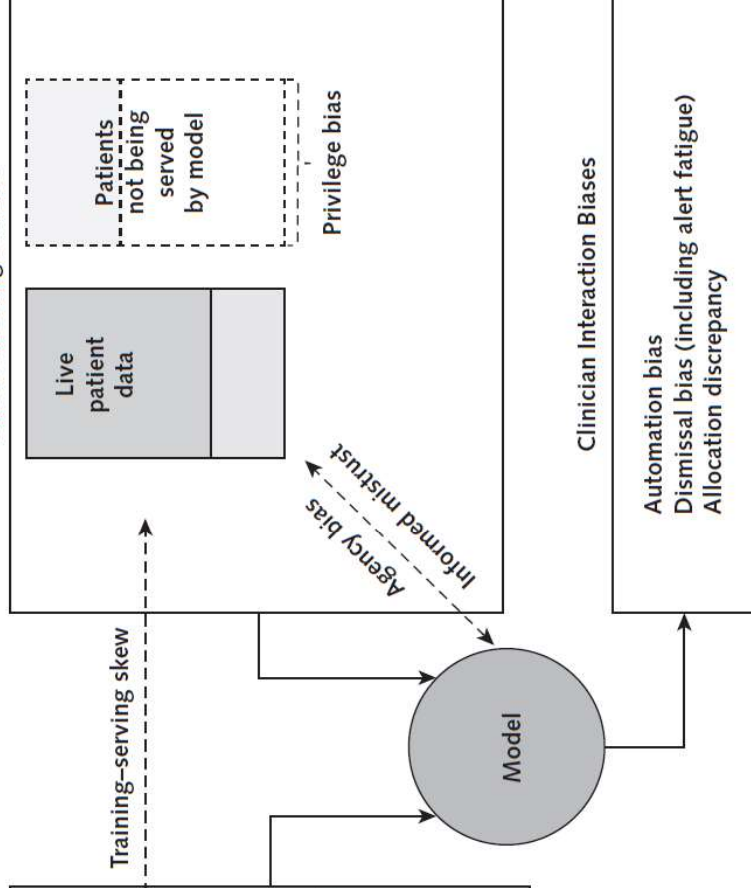 Training–serving skew
Live
patient
data
Patients
not being
served
by model
Privilege bias
Agency bias
Informed mistrust
Model
Clinician Interaction Biases
Automation bias
Dismissal bias (including alert fatigue)
Allocation discrepancy